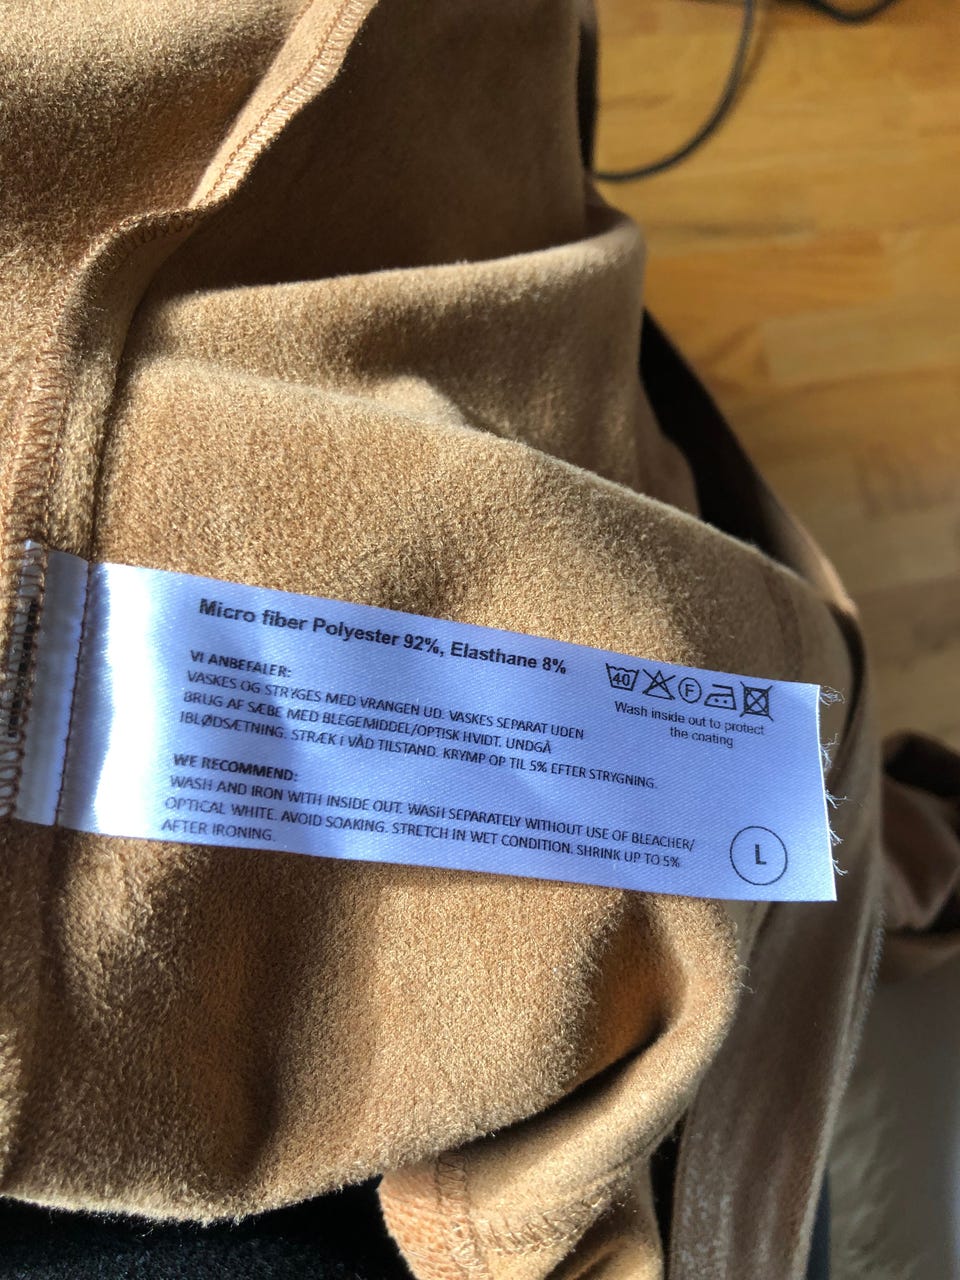 Micro fiber Polyester 92%, Elasthane 8%
40 F
Wash inside out to protect
the coating
VI ANBEFALER:
VASKES OG STRYGES MED VRANGEN UD. VASKES SEPARAT UDEN
BRUG AF SÆBE MED BLEGEMIDDEL/OPTISK HVIDT. UNDGÅ
IBLØDSÆTNING. STRÆK I VÅD TILSTAND. KRYMP OP TIL 5% EFTER STRYGNING.
WE RECOMMEND:
WASH AND IRON WITH INSIDE OUT. WASH SEPARATELY WITHOUT USE OF BLEACHER/
OPTICAL WHITE. AVOID SOAKING. STRETCH IN WET CONDITION. SHRINK UP TO 5%
AFTER IRONING.
L